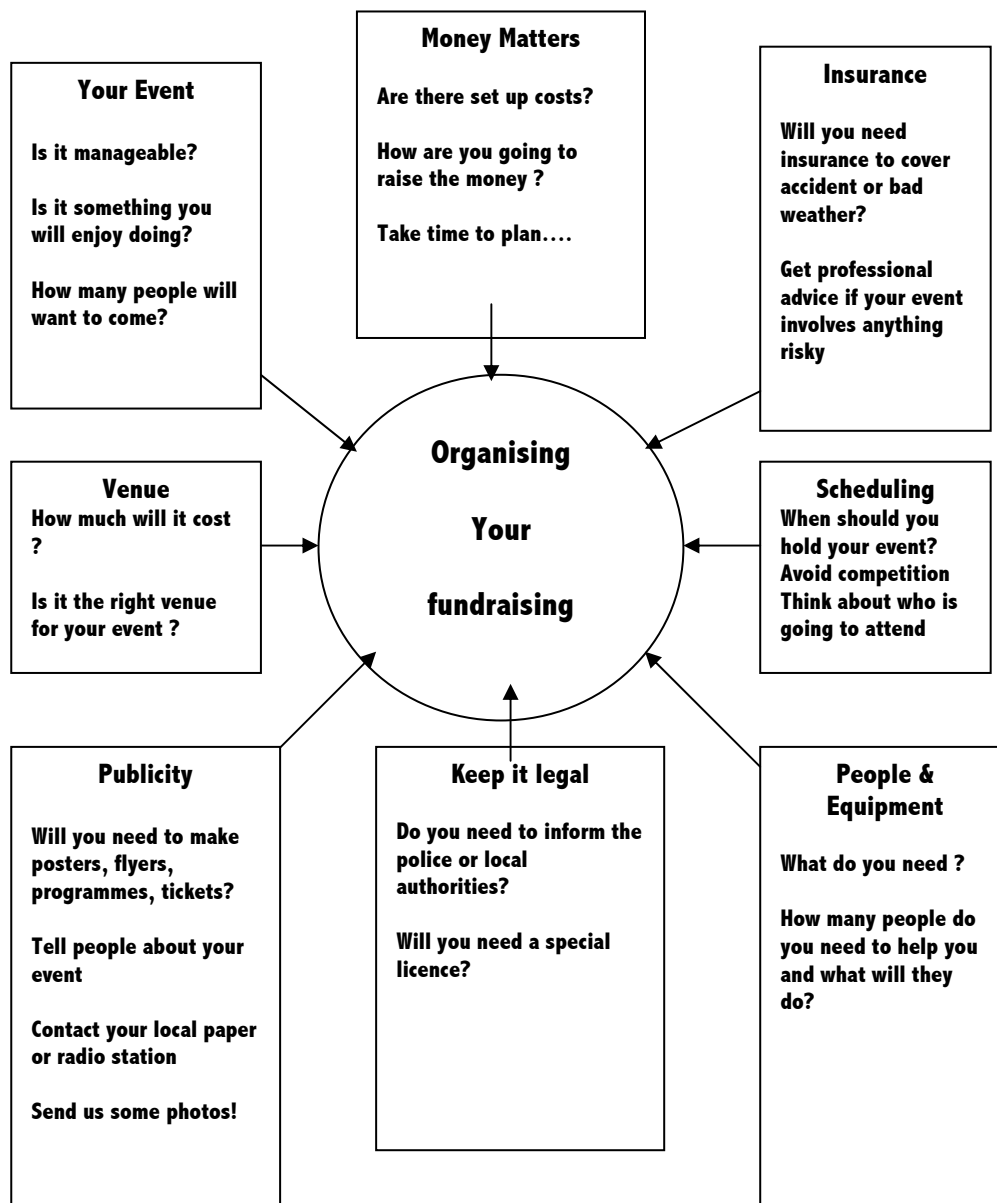 Money Matters
Are there set up costs?
How are you going to
raise the money ?
Take time to plan….
Your Event
Is it manageable?
Is it something you
will enjoy doing?
How many people will
want to come?
Insurance
Will you need
insurance to cover
accident or bad
weather?
Get professional
advice if your event
involves anything
risky
Organising
Your
fundraising
Venue
How much will it cost
?
Is it the right venue
for your event ?
Scheduling
When should you
hold your event?
Avoid competition
Think about who is
going to attend
Publicity
Will you need to make
posters, flyers,
programmes, tickets?
Tell people about your
event
Contact your local paper
or radio station
Send us some photos!
Keep it legal
Do you need to inform the
police or local
authorities?
Will you need a special
licence?
People &
Equipment
What do you need ?
How many people do
you need to help you
and what will they
do?